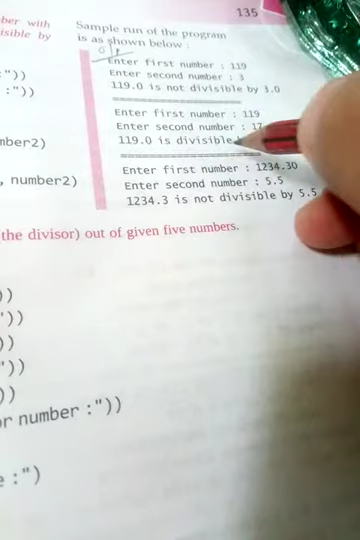 135
ber with
isible by
Sample run of the program
is as shown below :
o/p
Enter first number : 119
Enter second number : 3
119.0 is not divisible by 3.0
Enter first number : 119
Enter second number : 17
119.0 is divisible
Enter first number : 1234.30
Enter second number : 5.5
1234.3 is not divisible by 5.5
:"))
:"))
mber2)
, number2)
(the divisor) out of given five numbers.
))
"))
))
"))
))
or number :"))
e :")